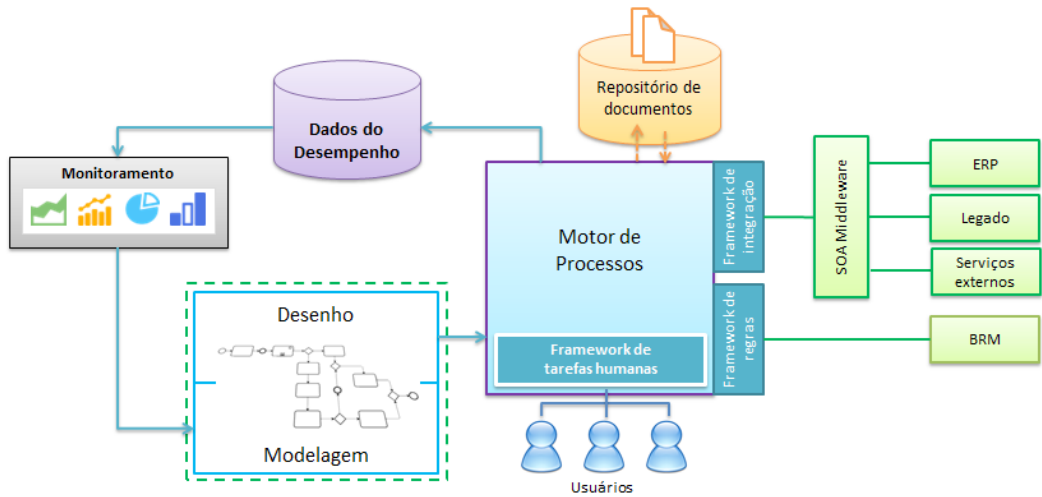 Repositório de
documentos
Dados do
Desempenho
Monitoramento
Motor de
Processos
Framework de
integração
SOA Middleware
ERP
Legado
Serviços
externos
Desenho
Modelagem
Framework de
tarefas humanas
Framework de
regras
BRM
Usuários